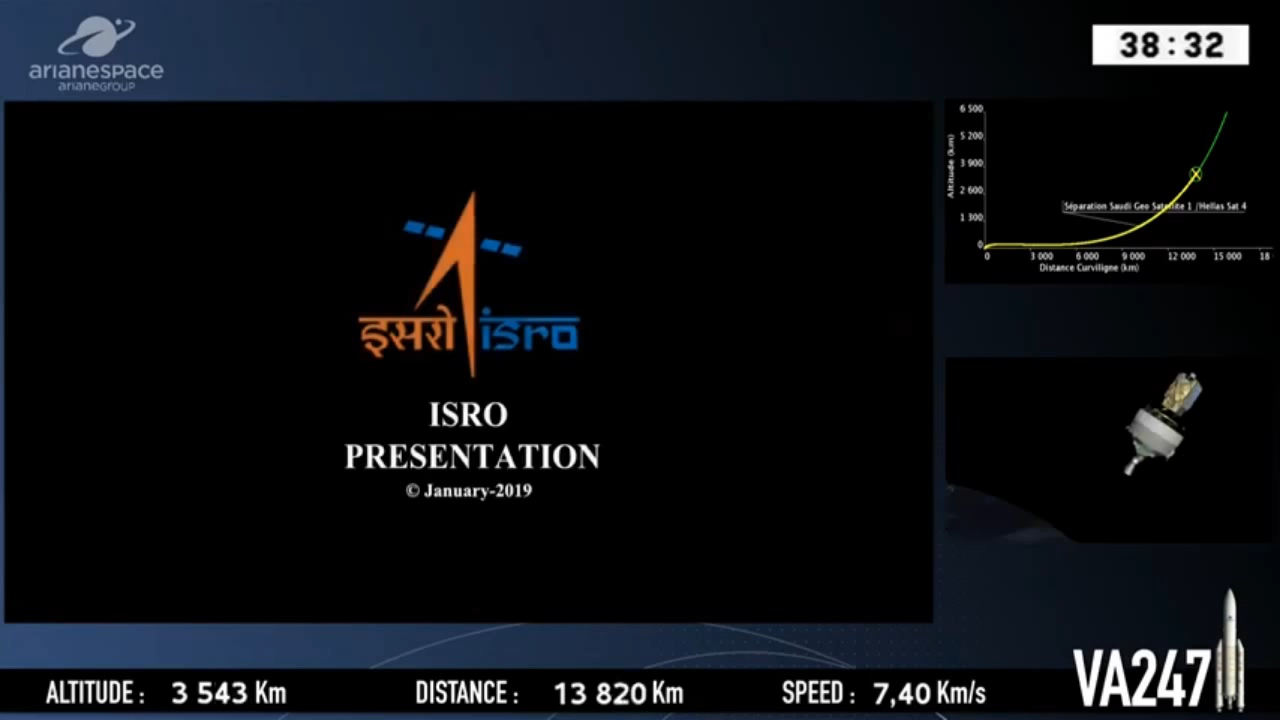 arianespace
arianeGROUP
38:32
इसरो isro
ISRO
PRESENTATION
© January-2019
Altitude (km)
6 500
5 200
3 900
2 600
1 300
0
Séparation Saudi Geo Satellite 1 /Hellas Sat 4
0 3 000 6 000 9 000 12 000 15 000 18
Distance Curviligne (km)
ALTITUDE : 3 543 Km DISTANCE : 13 820 Km SPEED : 7,40 Km/s
VA247